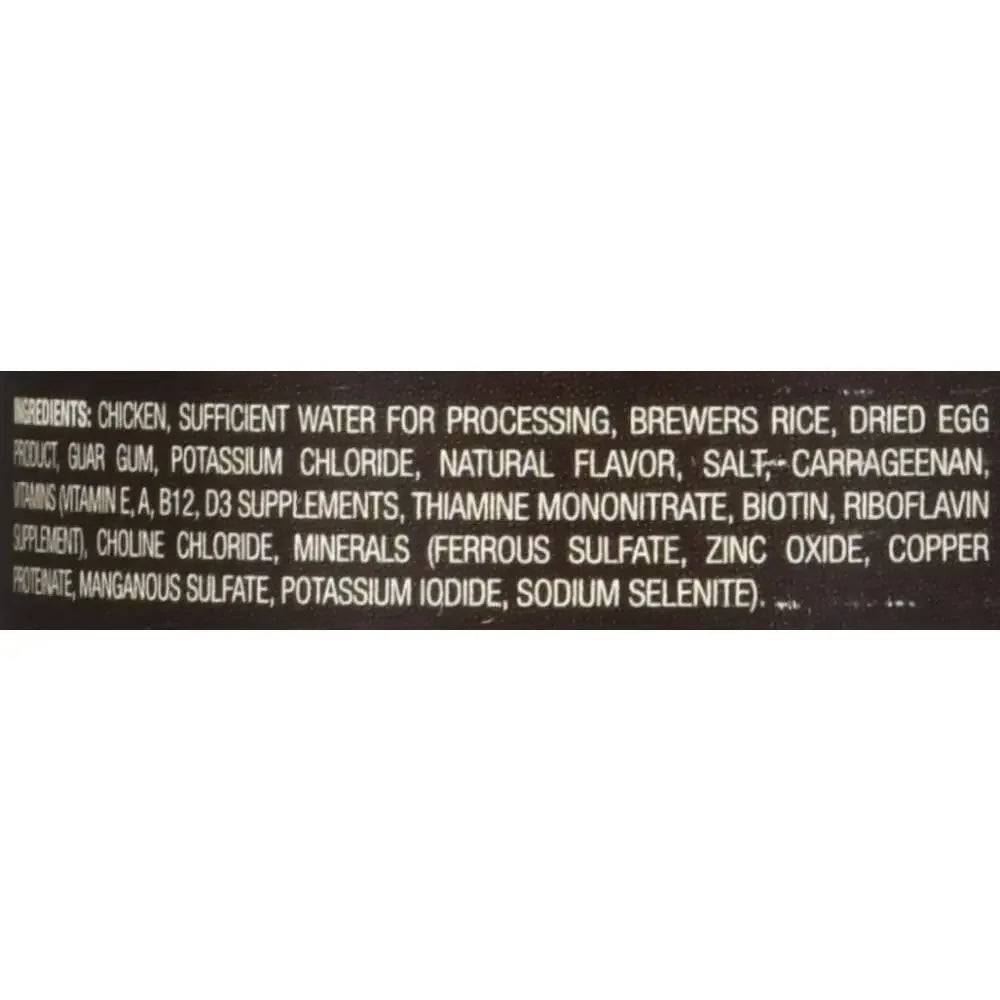 INGREDIENTS: CHICKEN, SUFFICIENT WATER FOR PROCESSING, BREWERS RICE, DRIED EGG
PRODUCT, GUAR GUM, POTASSIUM CHLORIDE, NATURAL FLAVOR, SALT, CARRAGEENAN,
VITAMINS (VITAMIN E, A, B12, D3 SUPPLEMENTS, THIAMINE MONONITRATE, BIOTIN, RIBOFLAVIN
SUPPLEMENT), CHOLINE CHLORIDE, MINERALS (FERROUS SULFATE, ZINC OXIDE, COPPER
PROTEINATE, MANGANOUS SULFATE, POTASSIUM IODIDE, SODIUM SELENITE).